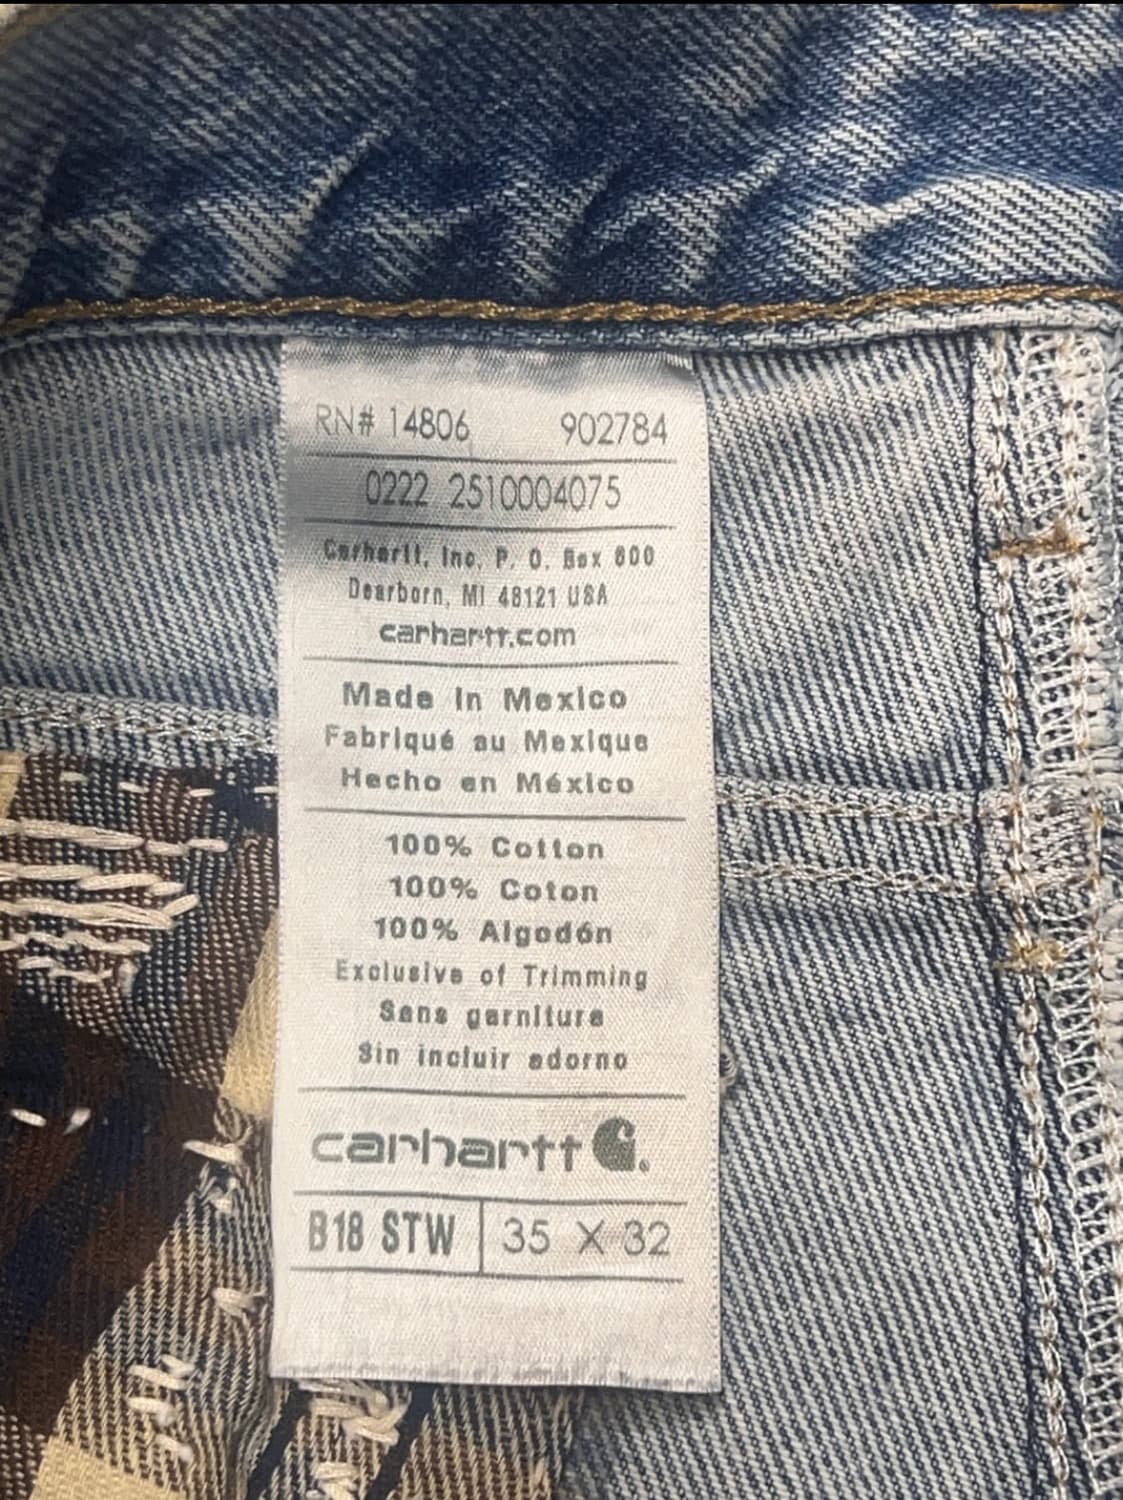 RN# 14806 902784
0222 2510004075
Carhartt, Inc. P. O. Box 600
Dearborn, MI 48121 USA
carhartt.com
Made In Mexico
Fabriqué au Mexique
Hecho en México
100% Cotton
100% Coton
100% Algodón
Exclusive of Trimming
Sans garniture
Sin incluir adorno
carhartt
B18 STW 35 X 32